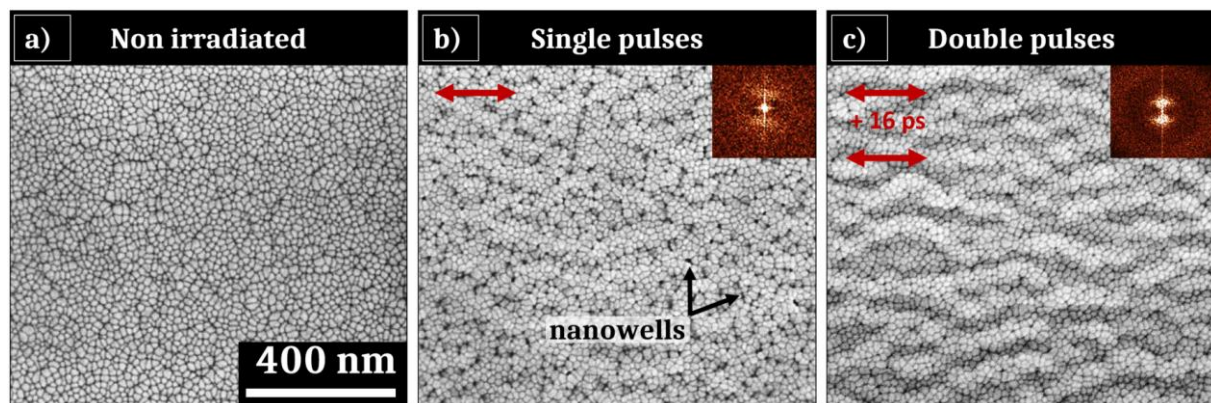 a) Non irradiated
b) Single pulses
c) Double pulses
+ 16 ps
nanowells
400 nm